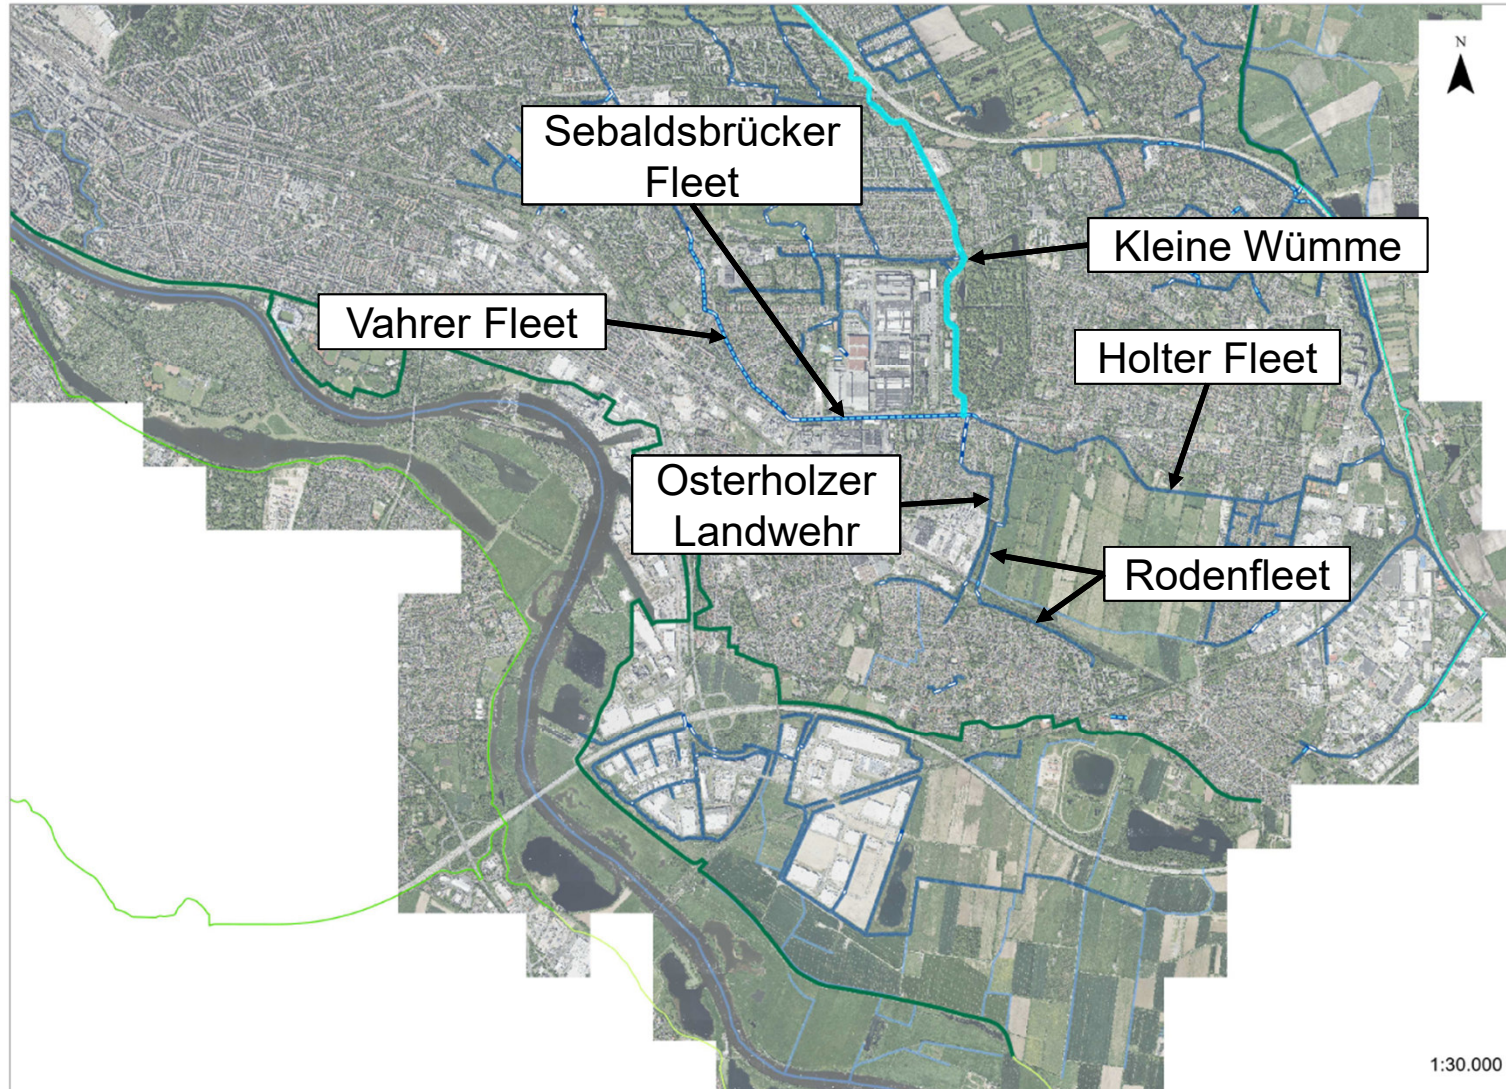 N
Sebaldsbrücker
Fleet
Kleine Wümme
Vahrer Fleet
Holter Fleet
Osterholzer
Landwehr
Rodenfleet
1:30.000